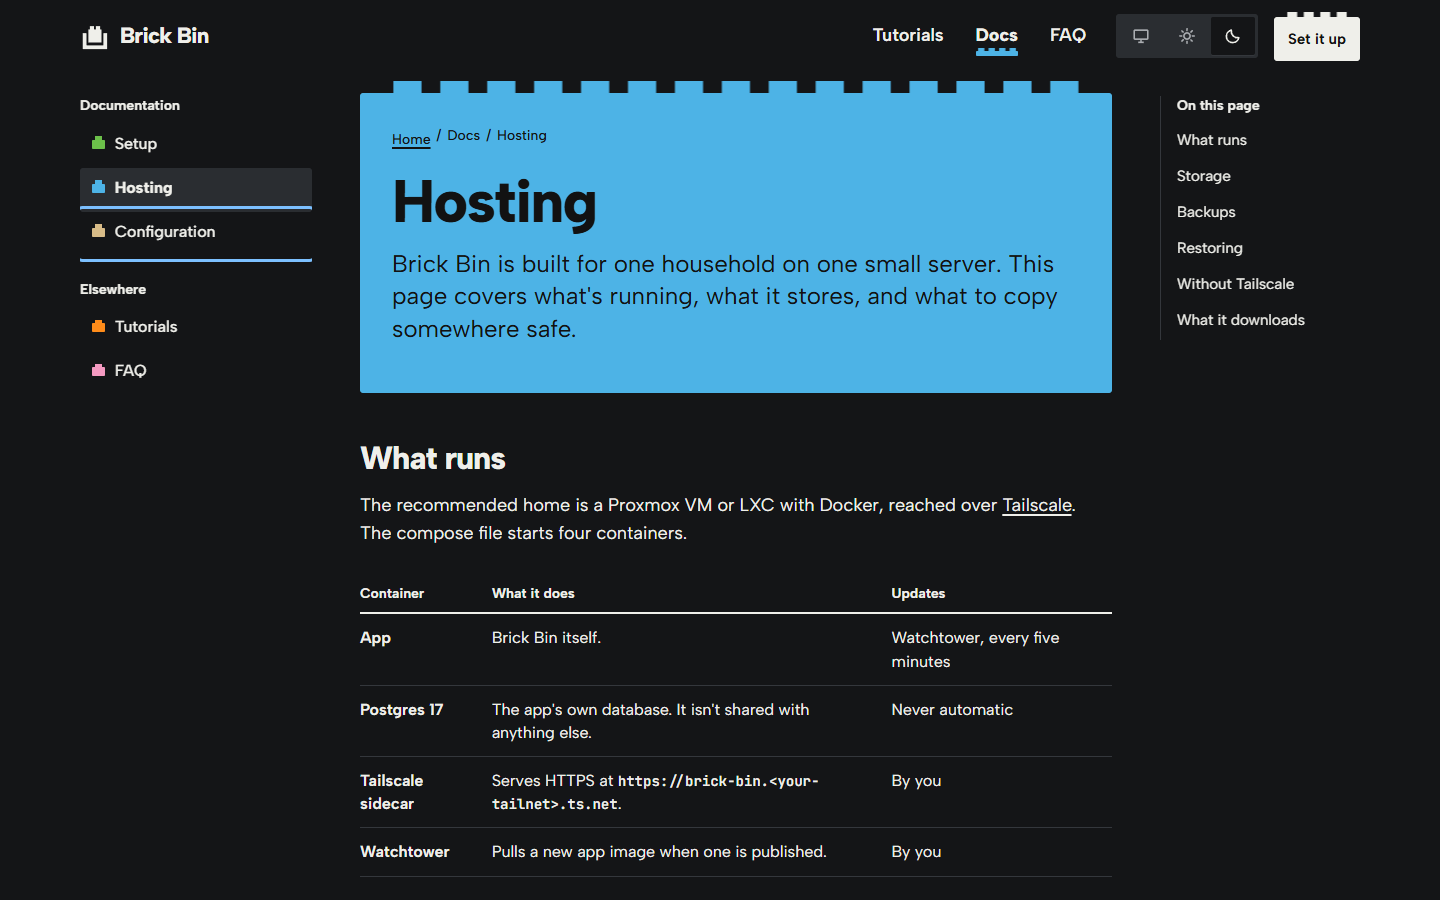 Brick Bin
Tutorials
Docs
FAQ
Set it up
Documentation
Setup
Hosting
Configuration
Elsewhere
Tutorials
FAQ
Home / Docs / Hosting
Hosting
Brick Bin is built for one household on one small server. This
page covers what's running, what it stores, and what to copy
somewhere safe.
On this page
What runs
Storage
Backups
Restoring
Without Tailscale
What it downloads
What runs
The recommended home is a Proxmox VM or LXC with Docker, reached over Tailscale.
The compose file starts four containers.
Container
What it does
Updates
App
Brick Bin itself.
Watchtower, every five
minutes
Postgres 17
The app's own database. It isn't shared with
anything else.
Never automatic
Tailscale
sidecar
Serves HTTPS at https://brick-bin.<your-
tailnet>.ts.net.
By you
Watchtower
Pulls a new app image when one is published.
By you